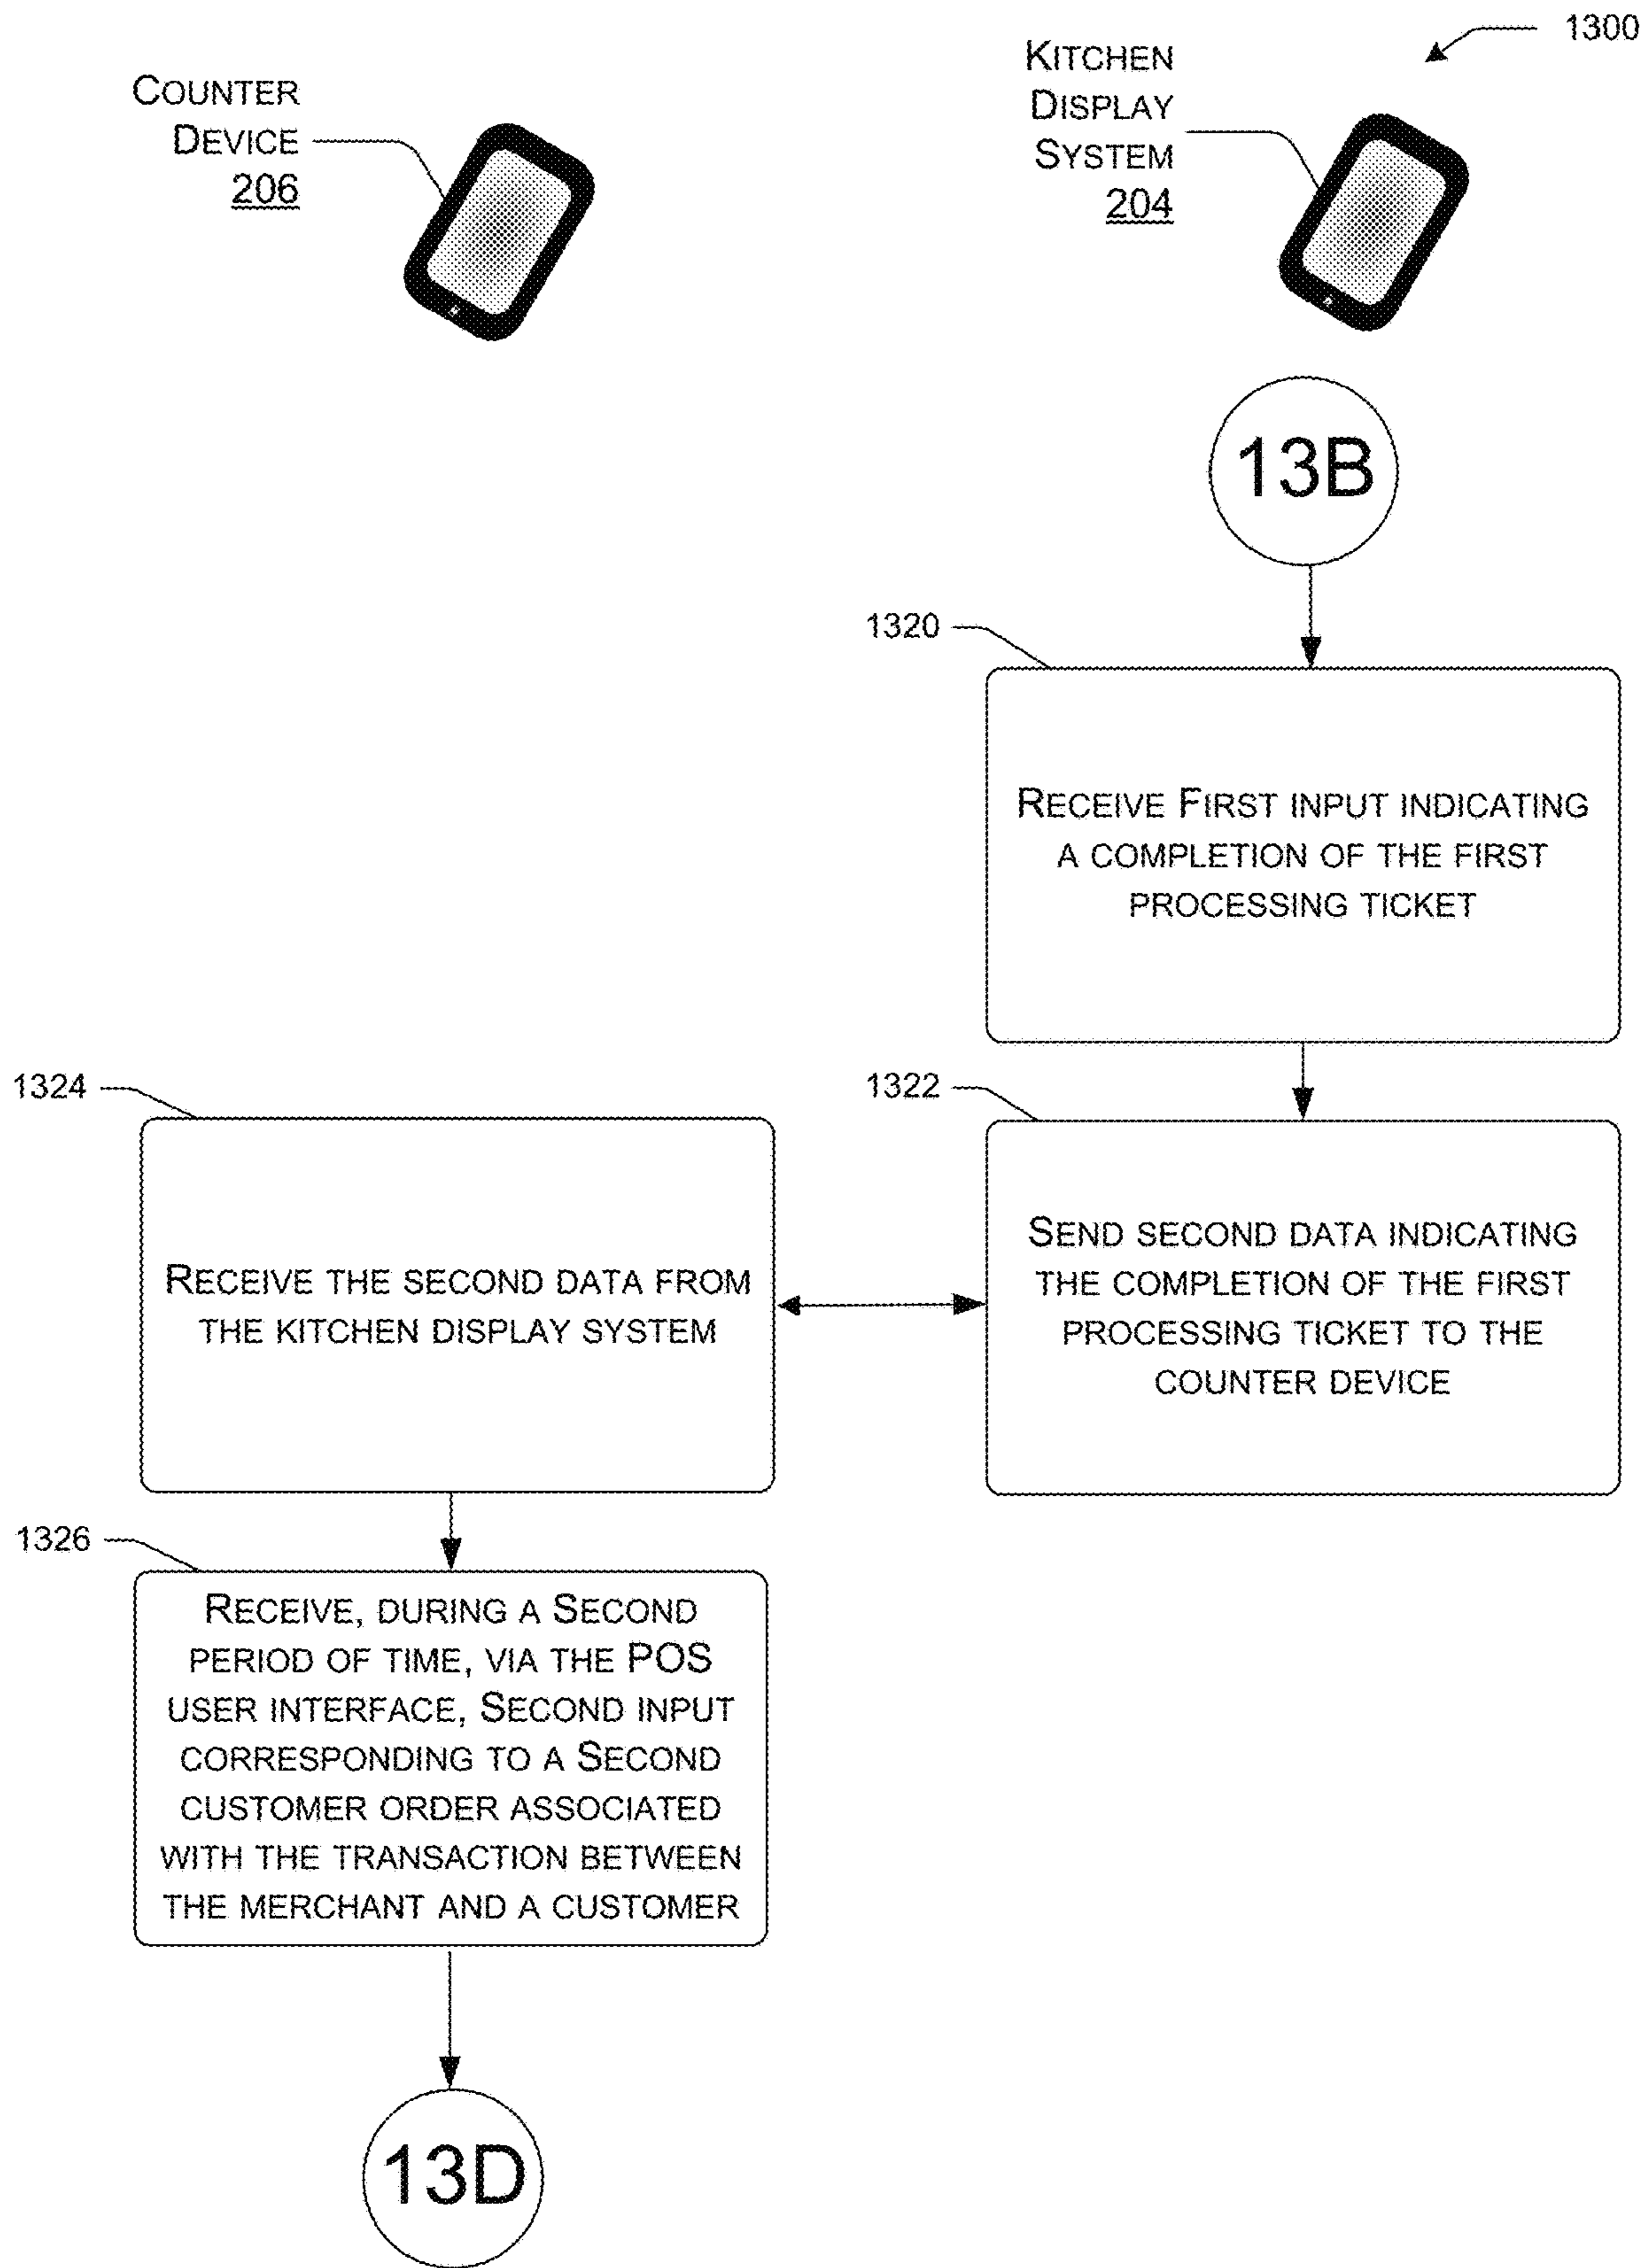 1300
COUNTER
DEVICE
206
KITCHEN
DISPLAY
SYSTEM
204
13B
1320
RECEIVE FIRST INPUT INDICATING
A COMPLETION OF THE FIRST
PROCESSING TICKET
1322
SEND SECOND DATA INDICATING
THE COMPLETION OF THE FIRST
PROCESSING TICKET TO THE
COUNTER DEVICE
1324
RECEIVE THE SECOND DATA FROM
THE KITCHEN DISPLAY SYSTEM
1326
RECEIVE, DURING A SECOND
PERIOD OF TIME, VIA THE POS
USER INTERFACE, SECOND INPUT
CORRESPONDING TO A SECOND
CUSTOMER ORDER ASSOCIATED
WITH THE TRANSACTION BETWEEN
THE MERCHANT AND A CUSTOMER
13D